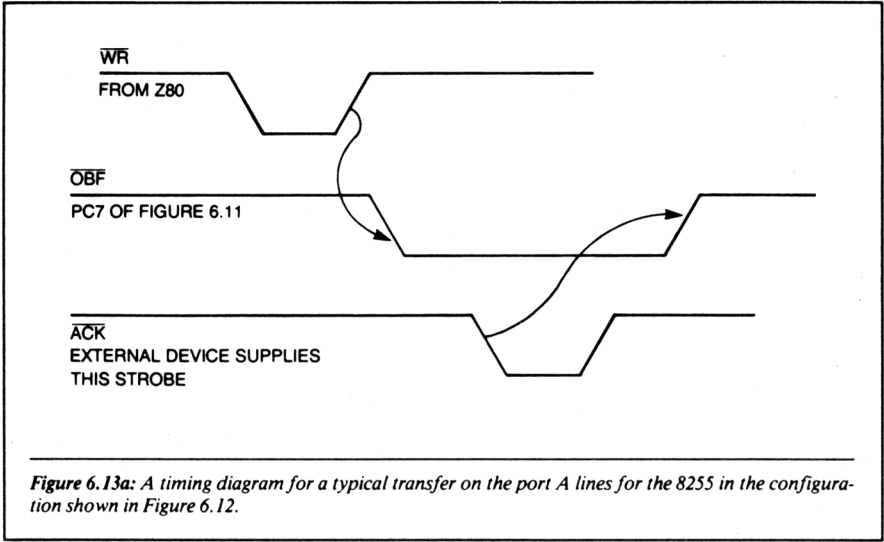 WR
FROM Z80
OBF
PC7 OF FIGURE 6.11
ACK
EXTERNAL DEVICE SUPPLIES
THIS STROBE
Figure 6.13a: A timing diagram for a typical transfer on the port A lines for the 8255 in the configura-
tion shown in Figure 6.12.